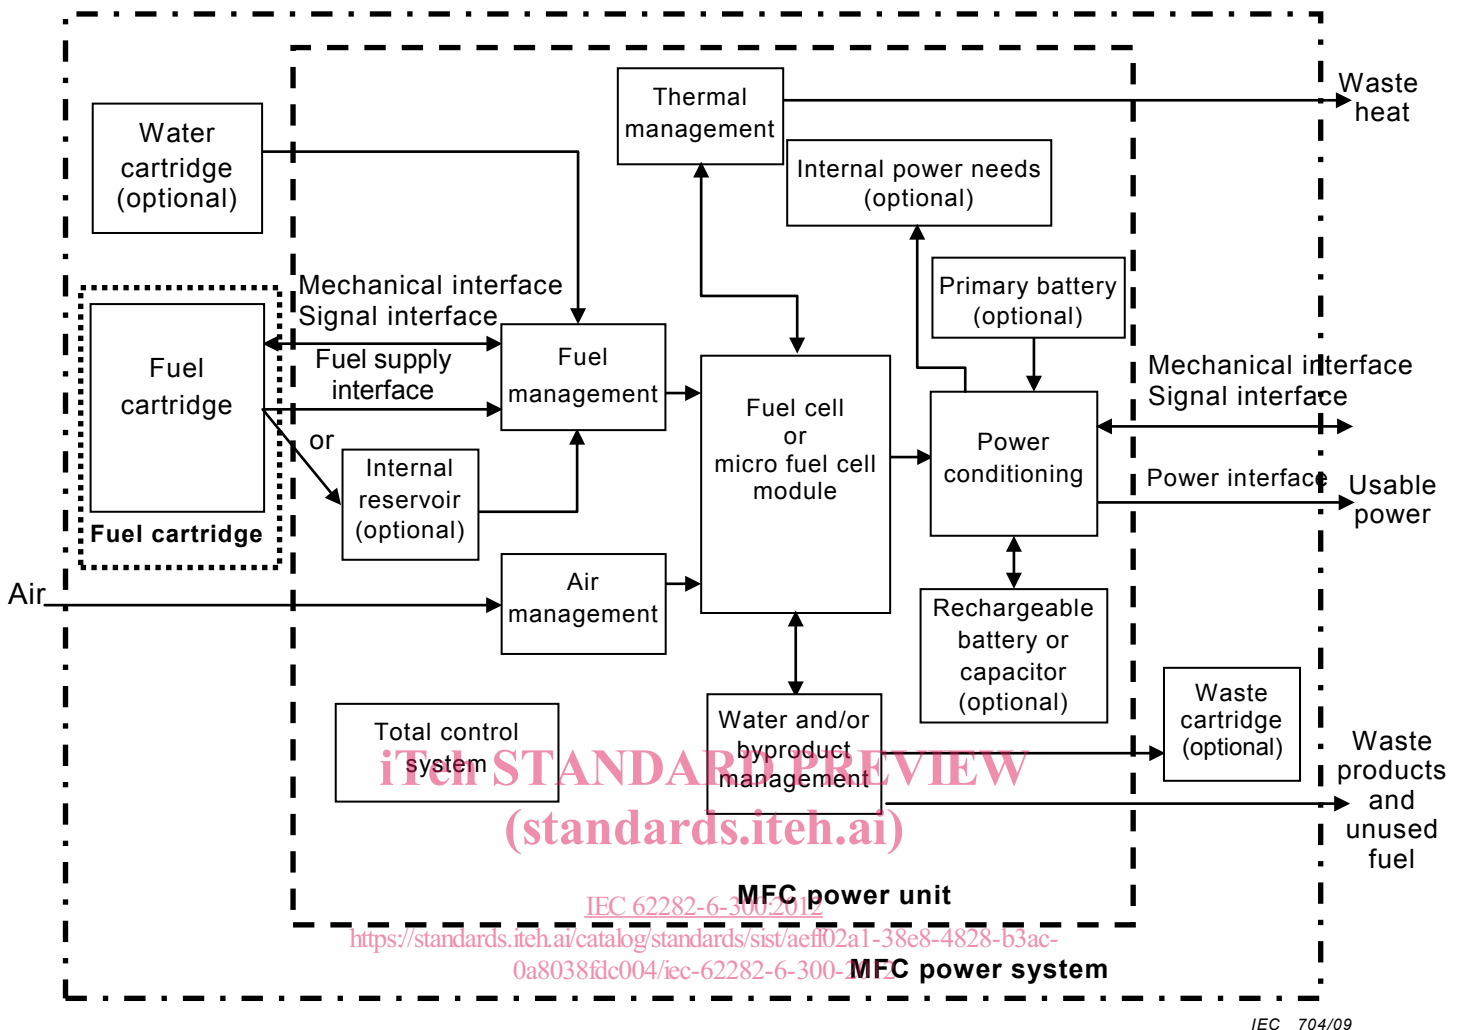 Waste
heat
Thermal
management
Water
cartridge
(optional)
Internal power needs
(optional)
Mechanical interface
Signal interface
Primary battery
(optional)
Fuel
cartridge
Fuel supply
interface
Fuel
management
Fuel cell
or
micro fuel cell
module
Power
conditioning
Mechanical interface
Signal interface
Power interface
Usable
power
or
Internal
reservoir
(optional)
Fuel cartridge
Air
Air
management
Rechargeable
battery or
capacitor
(optional)
Total control
system
Water and/or
byproduct
management
Waste
cartridge
(optional)
Waste
products
and
unused
fuel
iTeh STANDARD PREVIEW
(standards.iteh.ai)
MFC power unit
IEC 62282-6-300:2012
https://standards.iteh.ai/catalog/standards/sist/aeff02a1-38e8-4828-b3ac-
0a8038fdc004/iec-62282-6-300-2012
MFC power system
IEC 704/09